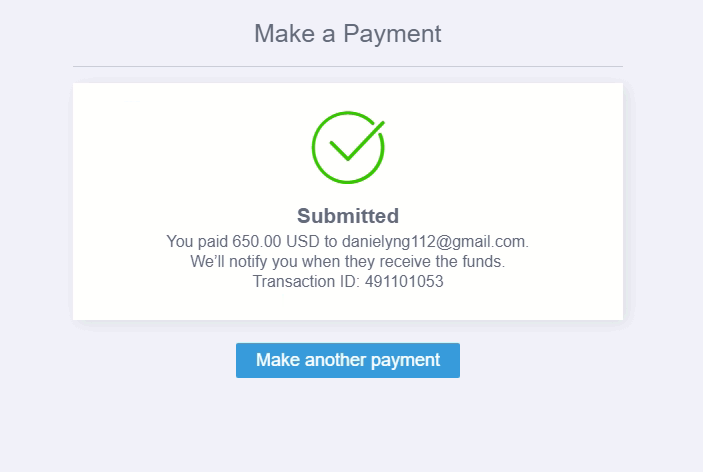 Make a Payment
Submitted
You paid 650.00 USD to danielyng112@gmail.com.
We’ll notify you when they receive the funds.
Transaction ID: 491101053
Make another payment